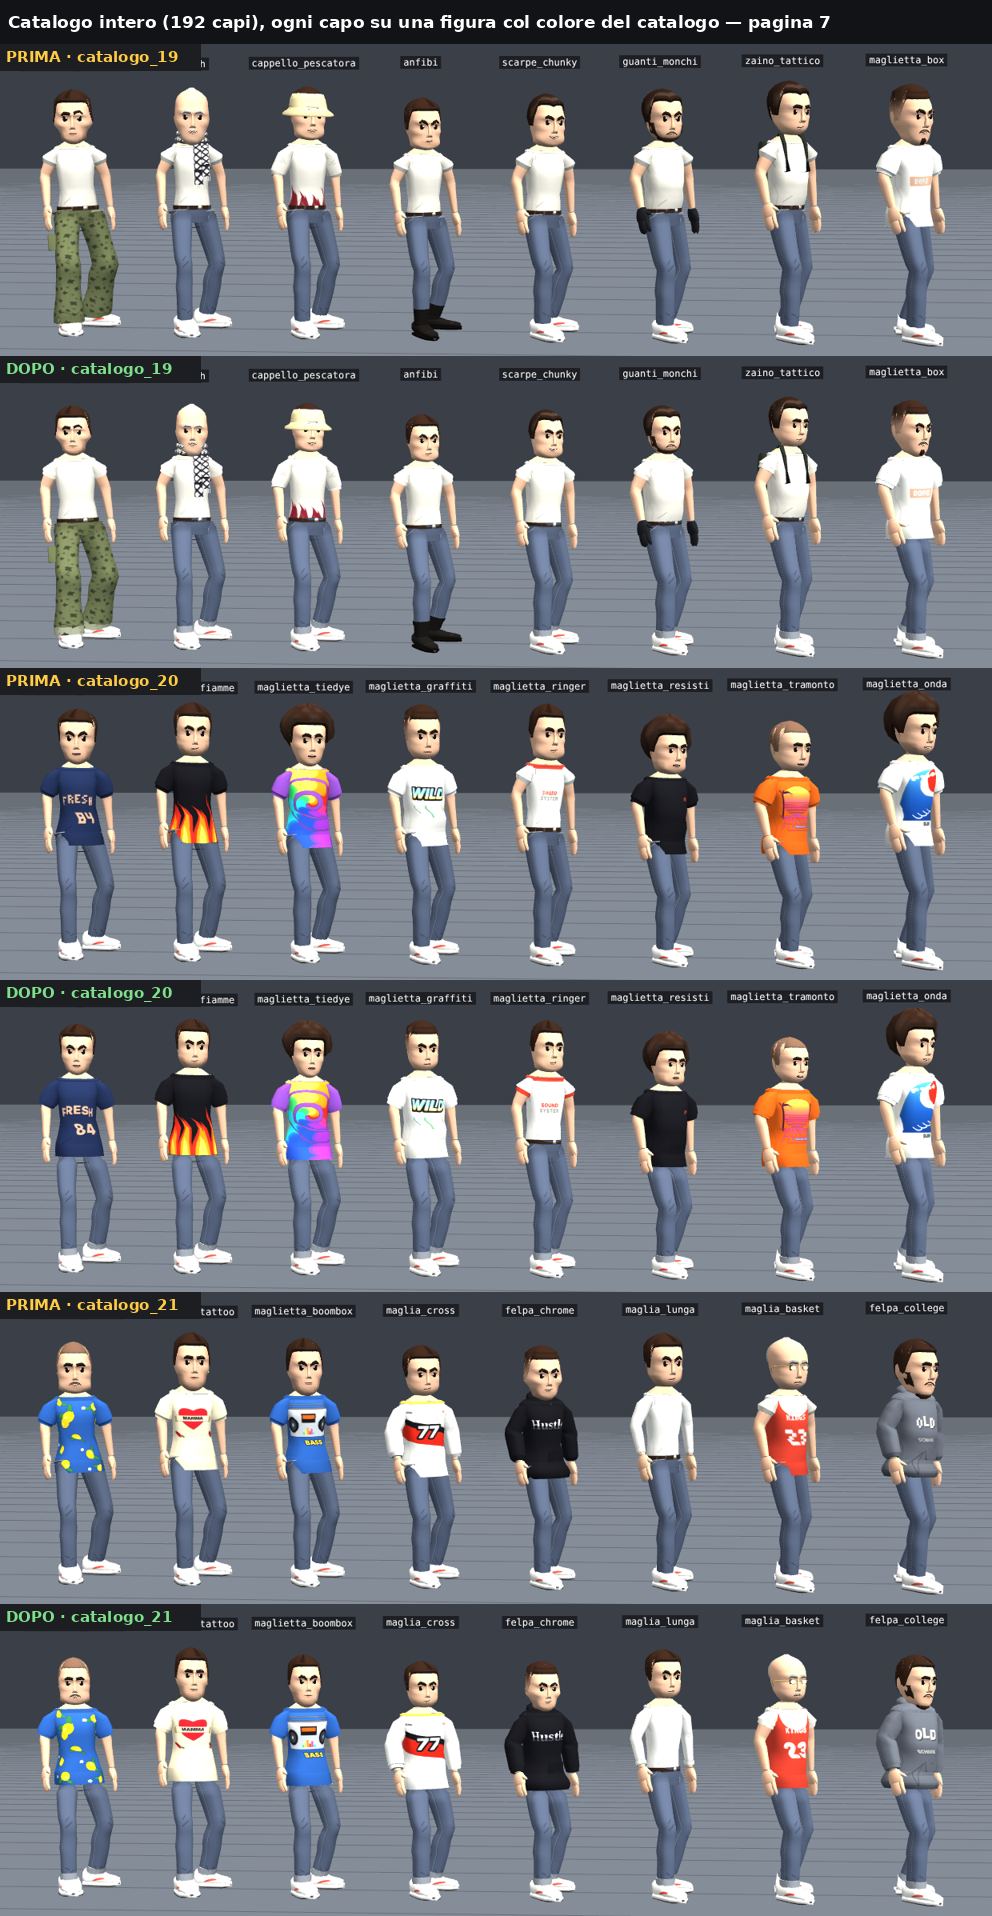 Catalogo intero (192 capi), ogni capo su una figura col colore del catalogo — pagina 7
PRIMA · catalogo_19
cappello_pescatora
anfibi
scarpe_chunky
guanti_monchi
zaino_tattico
maglietta_box
DOPO · catalogo_19
cappello_pescatora
anfibi
scarpe_chunky
guanti_monchi
zaino_tattico
maglietta_box
PRIMA · catalogo_20
fiamme
maglietta_tiedye
maglietta_graffiti
maglietta_ringer
maglietta_resisti
maglietta_tramonto
maglietta_onda
FRESH
84
WILD
SYSTEM
DOPO · catalogo_20
fiamme
maglietta_tiedye
maglietta_graffiti
maglietta_ringer
maglietta_resisti
maglietta_tramonto
maglietta_onda
FRESH
84
WILD
SOUND
SYSTEM
PRIMA · catalogo_21
tattoo
maglietta_boombox
maglia_cross
felpa_chrome
maglia_lunga
maglia_basket
felpa_college
MAMMA
BASS
77
Hustle
KINGS
23
OLD
DOPO · catalogo_21
tattoo
maglietta_boombox
maglia_cross
felpa_chrome
maglia_lunga
maglia_basket
felpa_college
MAMMA
BASS
77
Hustle
KINGS
23
OLD